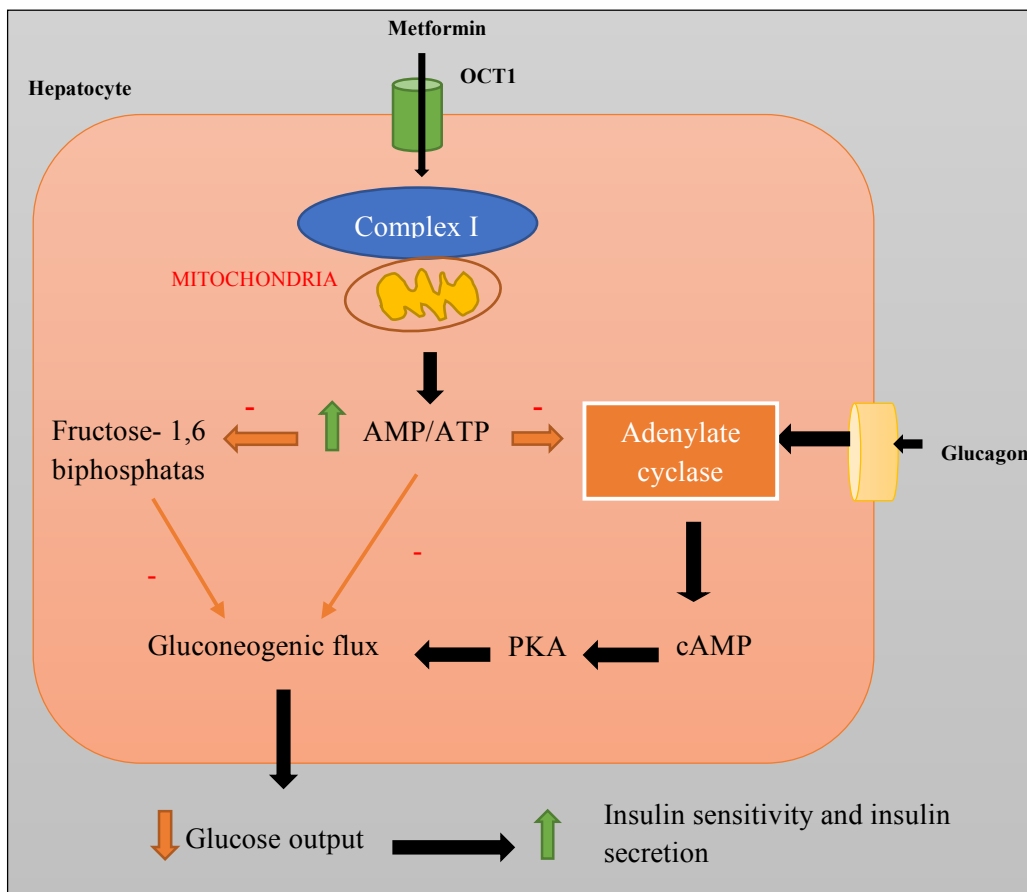 Metformin
OCT1
Hepatocyte
Complex I
MITOCHONDRIA
-
-
Fructose- 1,6
biphosphatas
AMP/ATP
Adenylate
cyclase
Glucagon
-
-
Gluconeogenic flux
PKA
cAMP
Glucose output
Insulin sensitivity and insulin
secretion